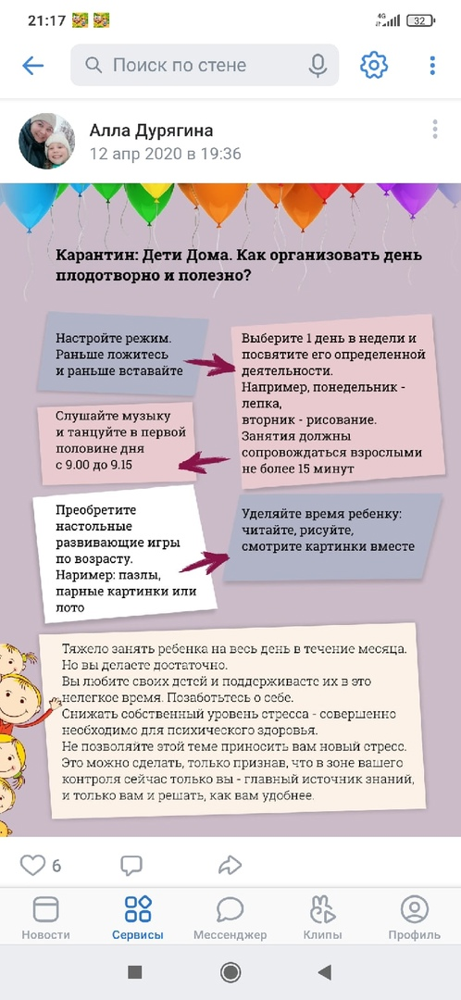 21:17
4G
32
Поиск по стене
Алла Дурягина
12 апр 2020 в 19:36
Карантин: Дети Дома. Как организовать день
плодотворно и полезно?
Настройте режим.
Раньше ложитесь
и раньше вставайте
Выберите 1 день в недели и
посвятите его определенной
деятельности.
Например, понедельник -
лепка,
вторник - рисование.
Занятия должны
сопровождаться взрослыми
не более 15 минут
Слушайте музыку
и танцуйте в первой
половине дня
с 9.00 до 9.15
Преобретите
настольные
развивающие игры
по возрасту.
Наример: пазлы,
парные картинки или
лото
Уделяйте время ребенку:
читайте, рисуйте,
смотрите картинки вместе
Тяжело занять ребенка на весь день в течение месяца.
Но вы делаете достаточно.
Вы любите своих детей и поддерживаете их в это
нелегкое время. Позаботьтесь о себе.
Снижать собственный уровень стресса - совершенно
необходимо для психического здоровья.
Не позволяйте этой теме приносить вам новый стресс.
Это можно сделать, только признав, что в зоне вашего
контроля сейчас только вы - главный источник знаний,
и только вам и решать, как вам удобнее.
6
Новости
Сервисы
Мессенджер
Клипы
Профиль